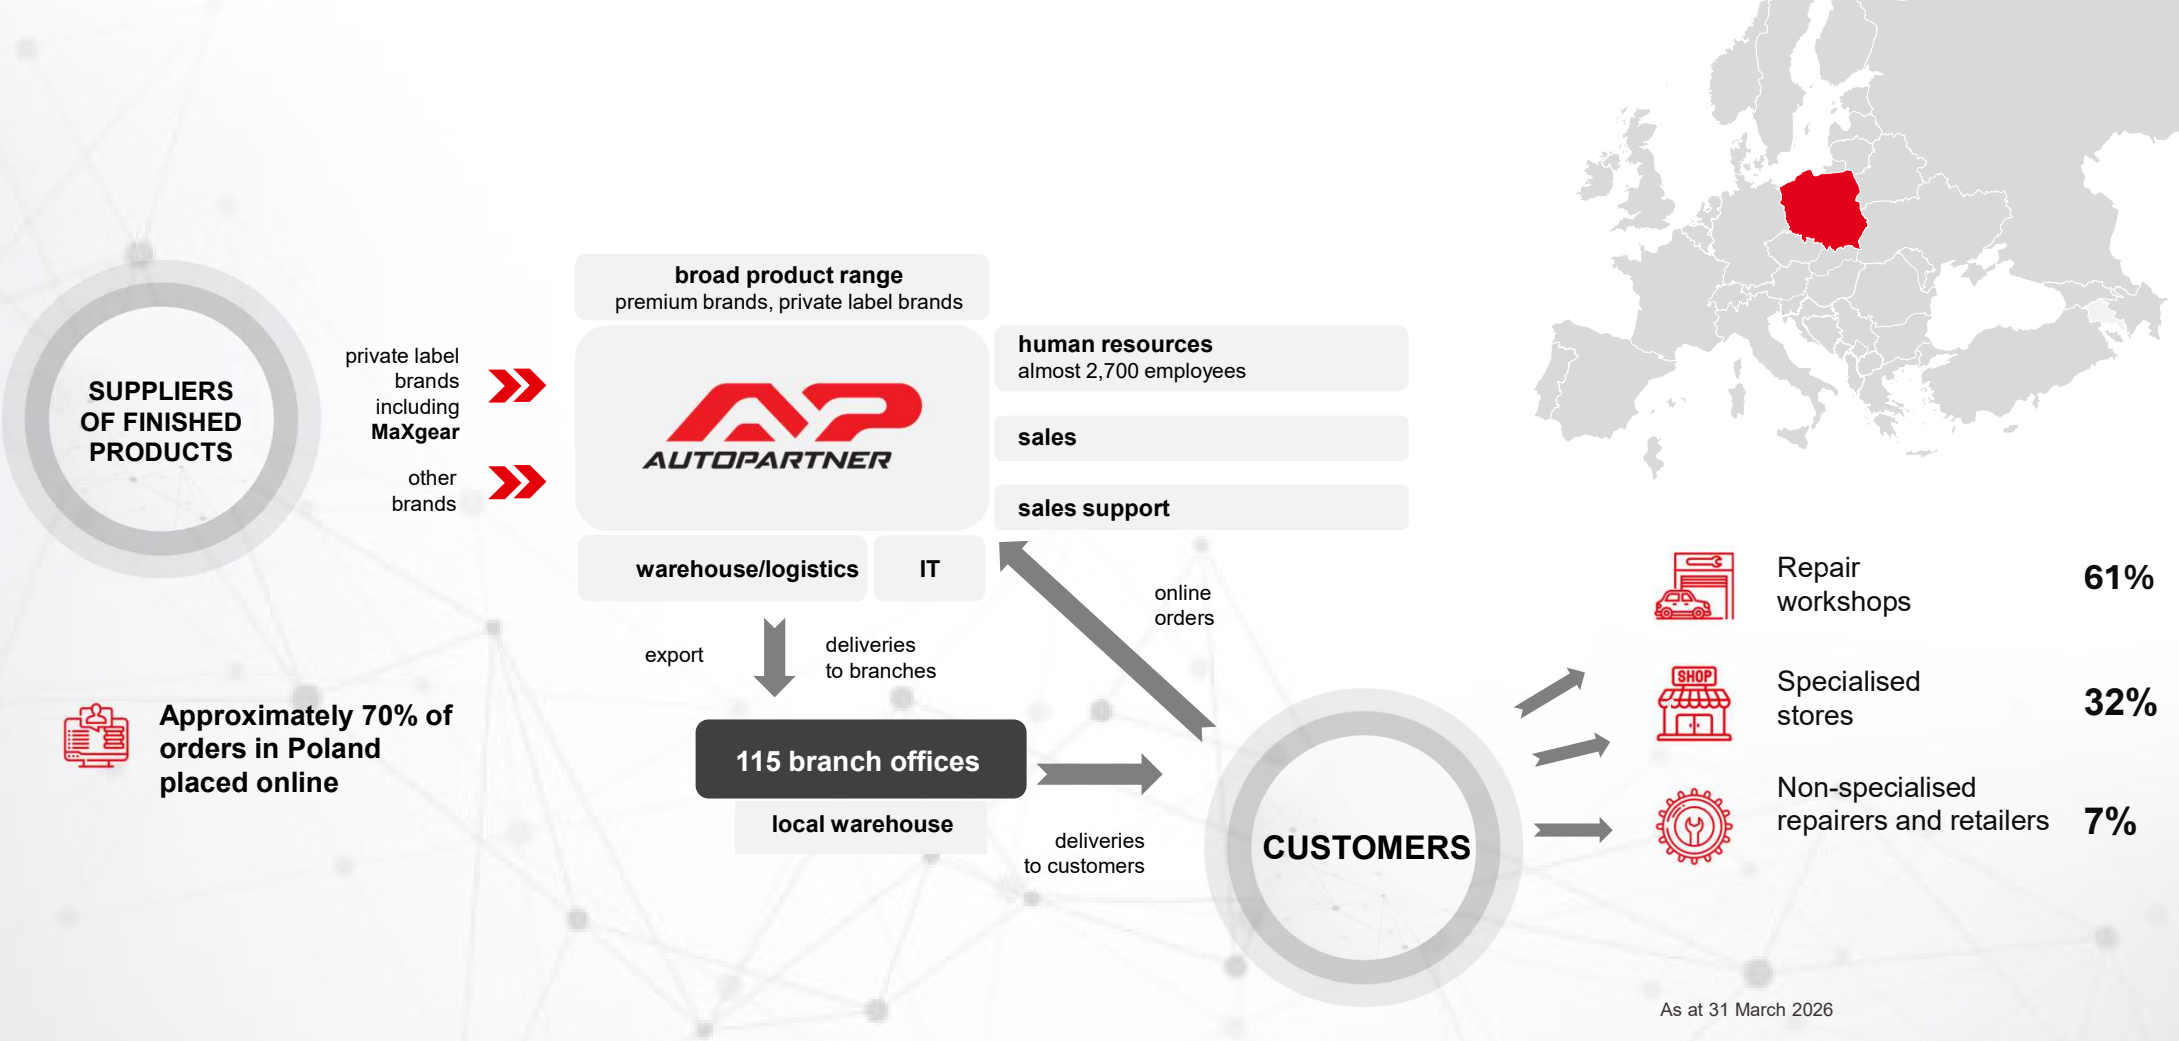 broad product range
premium brands, private label brands
SUPPLIERS
OF FINISHED
PRODUCTS
private label
brands
including
MaXgear
other
brands
AUTOPARTNER
human resources
almost 2,700 employees
sales
sales support
warehouse/logistics
IT
export
deliveries
to branches
online
orders
Approximately 70% of
orders in Poland
placed online
115 branch offices
local warehouse
deliveries
to customers
CUSTOMERS
Repair
workshops
61%
SHOP
Specialised
stores
32%
Non-specialised
repairers and retailers
7%
As at 31 March 2026